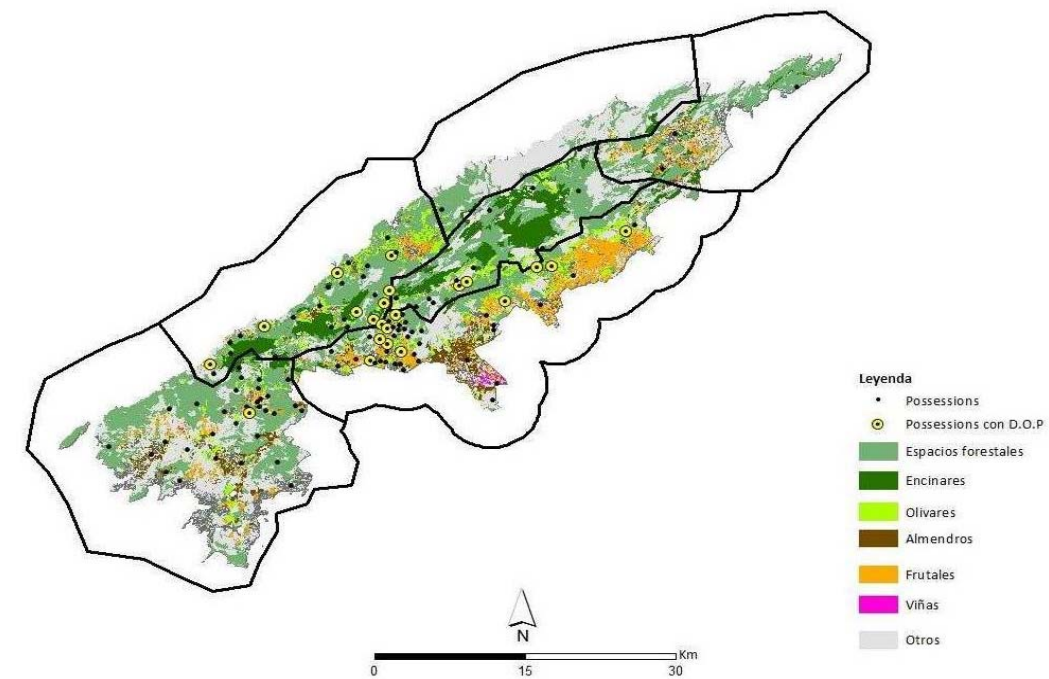 Leyenda
Possessions
Possessions con D.O.P
Espacios forestales
Encinares
Olivares
Almendros
Frutales
Viñas
Otros
N
Km
0 15 30